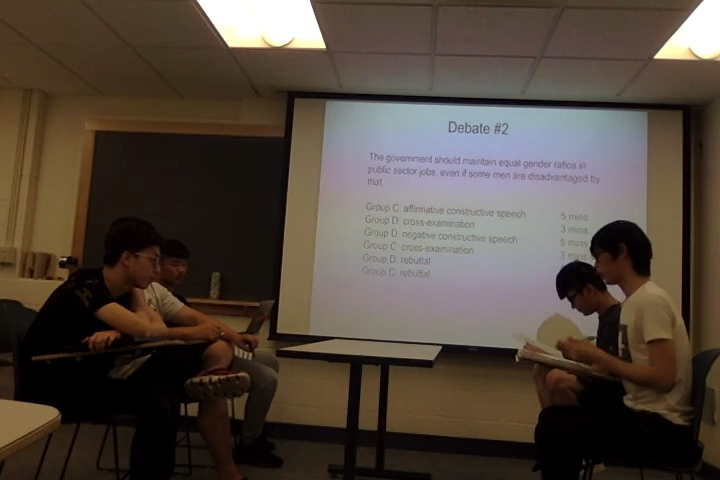 Debate #2
The government should maintain equal gender ratios in
public sector jobs, even if some men are disadvantaged by
that.
Group C: affirmative constructive speech 5 mins
Group D: cross-examination 3 mins
Group D: negative constructive speech 5 mins
Group C: cross-examination 3 mins
Group D: rebuttal
Group C: rebuttal